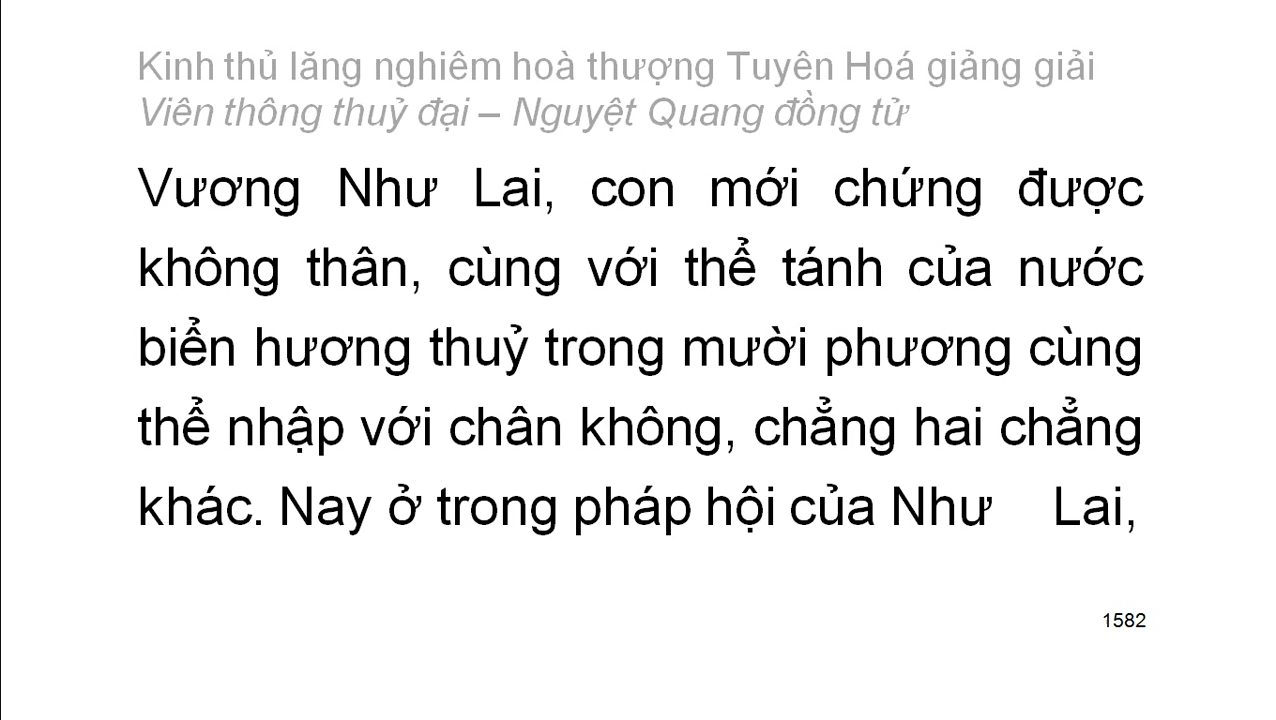 Kinh thủ lăng nghiêm hoà thượng Tuyên Hoá giảng giải
Viên thông thuỷ đại – Nguyệt Quang đồng tử
Vương Như Lai, con mới chứng được
không thân, cùng với thể tánh của nước
biển hương thuỷ trong mười phương cùng
thể nhập với chân không, chẳng hai chẳng
khác. Nay ở trong pháp hội của Như Lai,
1582